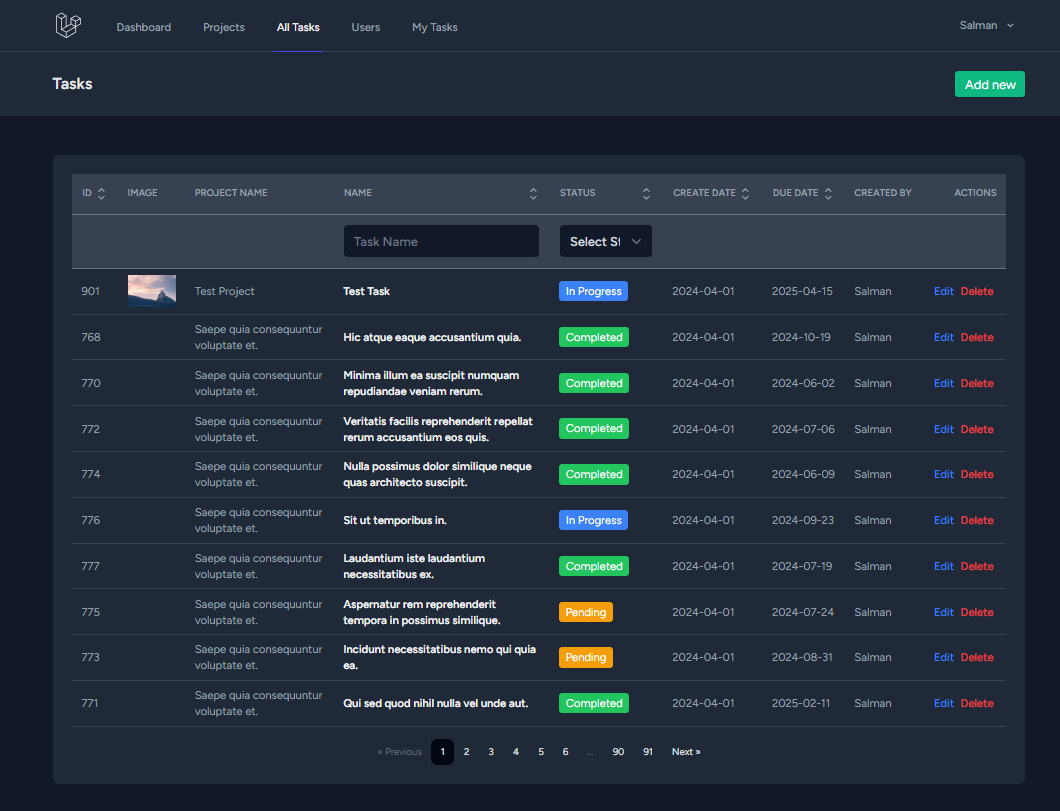 Dashboard Projects All Tasks Users My Tasks Salman
Tasks Add new
ID IMAGE PROJECT NAME NAME STATUS CREATE DATE DUE DATE CREATED BY ACTIONS
Task Name Select St
901 Test Project Test Task In Progress 2024-04-01 2025-04-15 Salman Edit Delete
768 Saepe quia consequuntur
voluptate et. Hic atque eaque accusantium quia. Completed 2024-04-01 2024-10-19 Salman Edit Delete
770 Saepe quia consequuntur
voluptate et. Minima illum ea suscipit numquam
repudiandae veniam rerum. Completed 2024-04-01 2024-06-02 Salman Edit Delete
772 Saepe quia consequuntur
voluptate et. Veritatis facilis reprehenderit repellat
rerum accusantium eos quis. Completed 2024-04-01 2024-07-06 Salman Edit Delete
774 Saepe quia consequuntur
voluptate et. Nulla possimus dolor similique neque
quas architecto suscipit. Completed 2024-04-01 2024-06-09 Salman Edit Delete
776 Saepe quia consequuntur
voluptate et. Sit ut temporibus in. In Progress 2024-04-01 2024-09-23 Salman Edit Delete
777 Saepe quia consequuntur
voluptate et. Laudantium iste laudantium
necessitatibus ex. Completed 2024-04-01 2024-07-19 Salman Edit Delete
775 Saepe quia consequuntur
voluptate et. Aspernatur rem reprehenderit
tempora in possimus similique. Pending 2024-04-01 2024-07-24 Salman Edit Delete
773 Saepe quia consequuntur
voluptate et. Incidunt necessitatibus nemo qui quia
ea. Pending 2024-04-01 2024-08-31 Salman Edit Delete
771 Saepe quia consequuntur
voluptate et. Qui sed quod nihil nulla vel unde aut. Completed 2024-04-01 2025-02-11 Salman Edit Delete
« Previous 1 2 3 4 5 6 ... 90 91 Next »